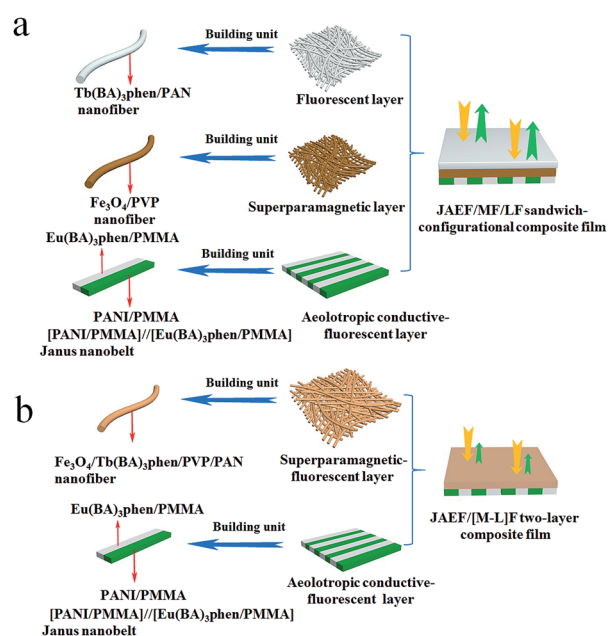 a
Building unit
Tb(BA)₃phen/PAN
nanofiber
Fluorescent layer
Building unit
Fe₃O₄/PVP
nanofiber
Superparamagnetic layer
JAEF/MF/LF sandwich-
configurational composite film
Eu(BA)₃phen/PMMA
Building unit
PANI/PMMA
[PANI/PMMA]//[Eu(BA)₃phen/PMMA]
Janus nanobelt
Aeolotropic conductive-
fluorescent layer
b
Building unit
Fe₃O₄/Tb(BA)₃phen/PVP/PAN
nanofiber
Superparamagnetic-
fluorescent layer
JAEF/[M-L]F two-layer
composite film
Eu(BA)₃phen/PMMA
Building unit
PANI/PMMA
[PANI/PMMA]//[Eu(BA)₃phen/PMMA]
Janus nanobelt
Aeolotropic conductive-
fluorescent layer